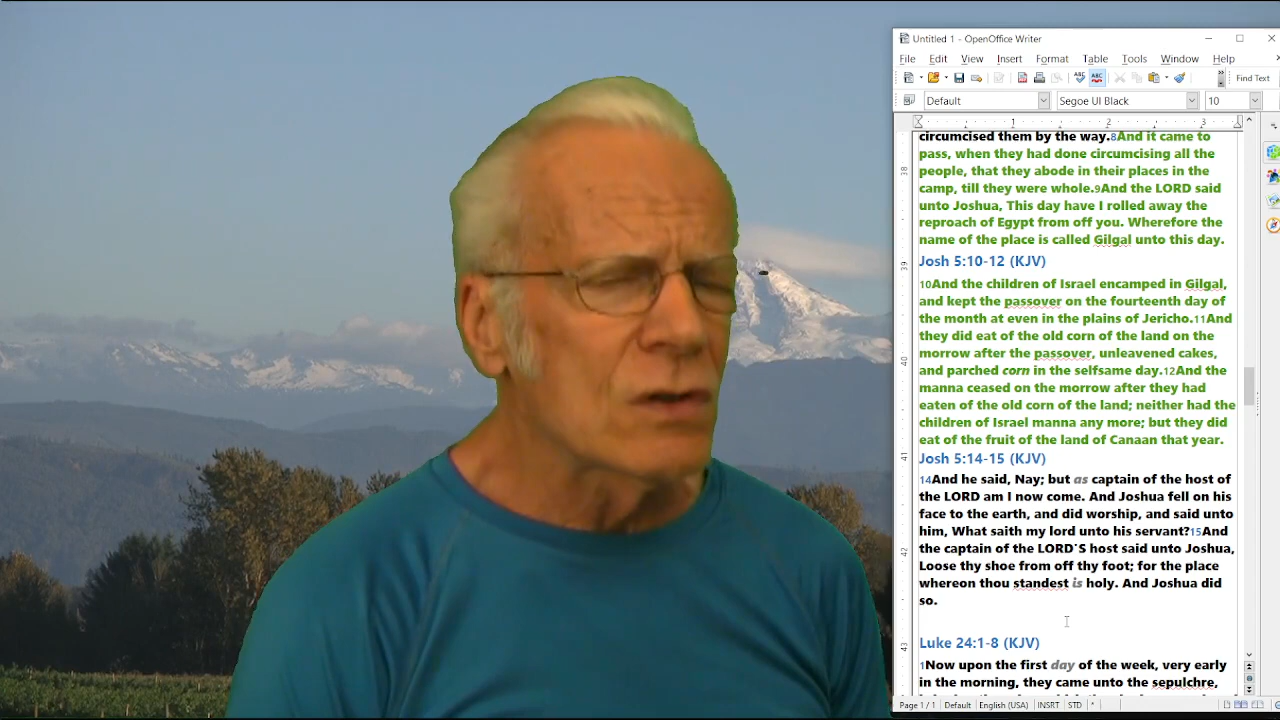 Untitled 1 - OpenOffice Writer
File Edit View Insert Format Table Tools Window Help
Find Text
Default Segoe UI Black 10
1 2 3
circumcised them by the way.8And it came to
pass, when they had done circumcising all the
people, that they abode in their places in the
camp, till they were whole.9And the LORD said
unto Joshua, This day have I rolled away the
reproach of Egypt from off you. Wherefore the
name of the place is called Gilgal unto this day.
Josh 5:10-12 (KJV)
10And the children of Israel encamped in Gilgal,
and kept the passover on the fourteenth day of
the month at even in the plains of Jericho.11And
they did eat of the old corn of the land on the
morrow after the passover, unleavened cakes,
and parched corn in the selfsame day.12And the
manna ceased on the morrow after they had
eaten of the old corn of the land; neither had the
children of Israel manna any more; but they did
eat of the fruit of the land of Canaan that year.
Josh 5:14-15 (KJV)
14And he said, Nay; but as captain of the host of
the LORD am I now come. And Joshua fell on his
face to the earth, and did worship, and said unto
him, What saith my lord unto his servant?15And
the captain of the LORD'S host said unto Joshua,
Loose thy shoe from off thy foot; for the place
whereon thou standest is holy. And Joshua did
so.
Luke 24:1-8 (KJV)
1Now upon the first day of the week, very early
in the morning, they came unto the sepulchre,
38
39
40
41
42
43
Page 1 / 1 Default English (USA) INSRT STD *